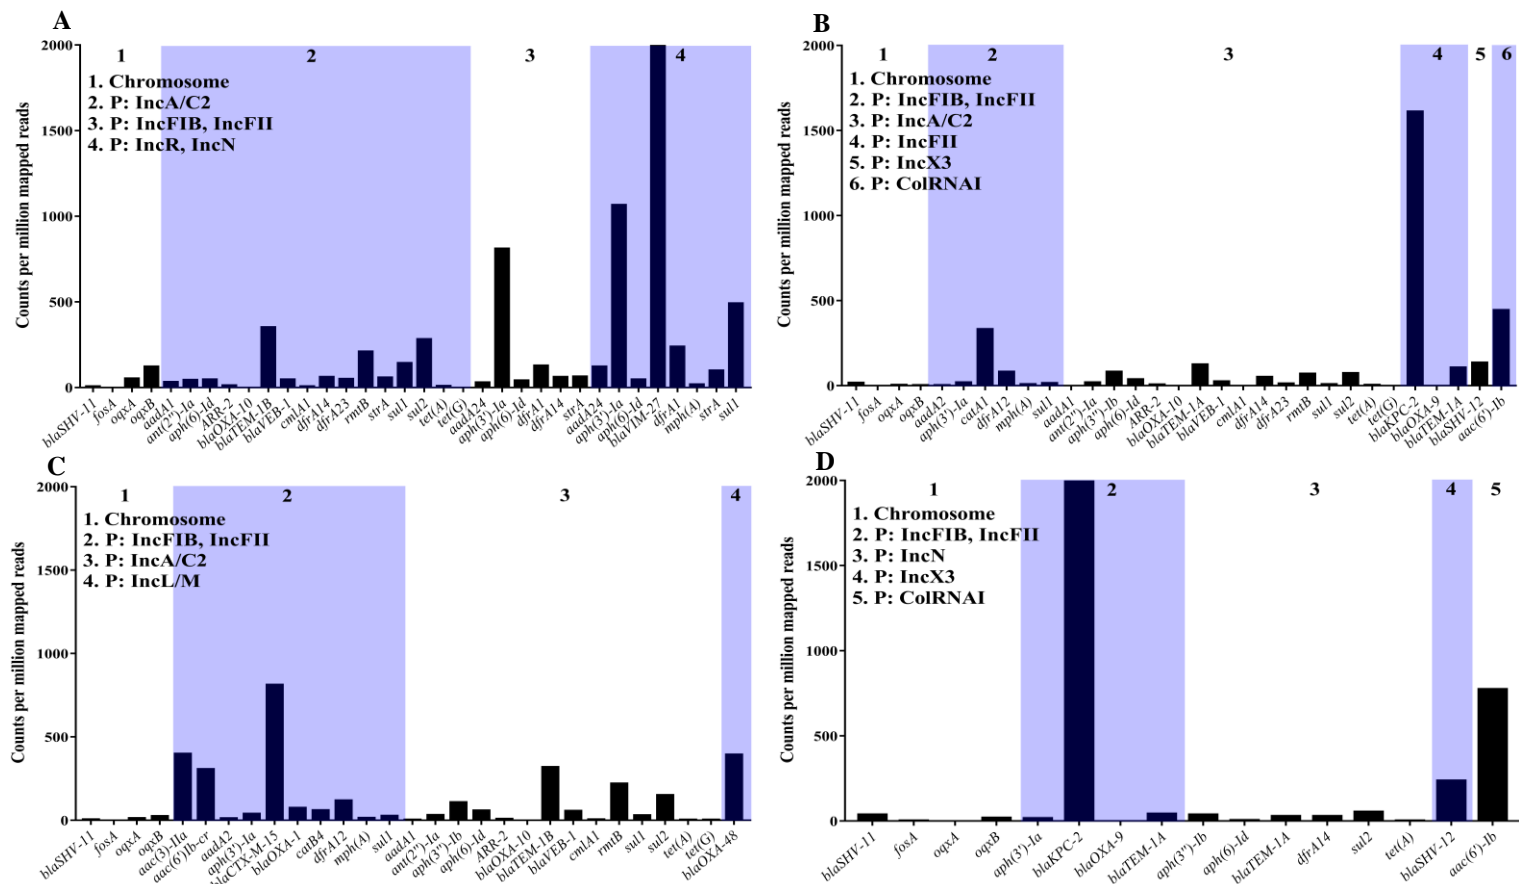 A
Counts per million mapped reads
2000
1500
1000
500
0
1 2 3 4
1. Chromosome
2. P: IncA/C2
3. P: IncFIB, IncFII
4. P: IncR, IncN
blaSHV-11
fosA
oqxA
oqxB
aadA1
ant(2'')-Ia
aph(6)-Id
ARR-2
blaOXA-10
blaTEM-1B
blaVEB-1
cmlA1
dfrA14
dfrA23
rmtB
strA
sul1
sul2
tet(A)
tet(G)
aadA24
aph(3')-Ia
aph(6)-Id
dfrA1
dfrA14
strA
aadA24
aph(3')-Ia
aph(6)-Id
blaVIM-27
dfrA1
mph(A)
strA
sul1
B
Counts per million mapped reads
2000
1500
1000
500
0
1 2 3 4 5 6
1. Chromosome
2. P: IncFIB, IncFII
3. P: IncA/C2
4. P: IncFII
5. P: IncX3
6. P: ColRNAI
blaSHV-11
fosA
oqxA
oqxB
aadA2
aph(3')-Ia
catA1
dfrA12
mph(A)
sul1
aadA1
ant(2'')-Ia
aph(3'')-Ib
aph(6)-Id
ARR-2
blaOXA-10
blaTEM-1A
blaVEB-1
cmlA1
dfrA14
dfrA23
rmtB
sul1
sul2
tet(A)
tet(G)
blaKPC-2
blaOXA-9
blaTEM-1A
blaSHV-12
aac(6')-Ib
C
Counts per million mapped reads
2000
1500
1000
500
0
1 2 3 4
1. Chromosome
2. P: IncFIB, IncFII
3. P: IncA/C2
4. P: IncL/M
blaSHV-11
fosA
oqxA
oqxB
aac(3)-IIa
aac(6')Ib-cr
aadA2
aph(3')-Ia
blaCTX-M-15
blaOXA-1
catB4
dfrA12
mph(A)
sul1
aadA1
ant(2'')-Ia
aph(3'')-Ib
aph(6)-Id
ARR-2
blaOXA-10
blaTEM-1B
blaVEB-1
cmlA1
rmtB
sul1
sul2
tet(A)
tet(G)
blaOXA-48
D
Counts per million mapped reads
2000
1500
1000
500
0
1 2 3 4 5
1. Chromosome
2. P: IncFIB, IncFII
3. P: IncN
4. P: IncX3
5. P: ColRNAI
blaSHV-11
fosA
oqxA
oqxB
aph(3')-Ia
blaKPC-2
blaOXA-9
blaTEM-1A
aph(3'')-Ib
aph(6)-Id
blaTEM-1A
dfrA14
sul2
tet(A)
blaSHV-12
aac(6')-Ib